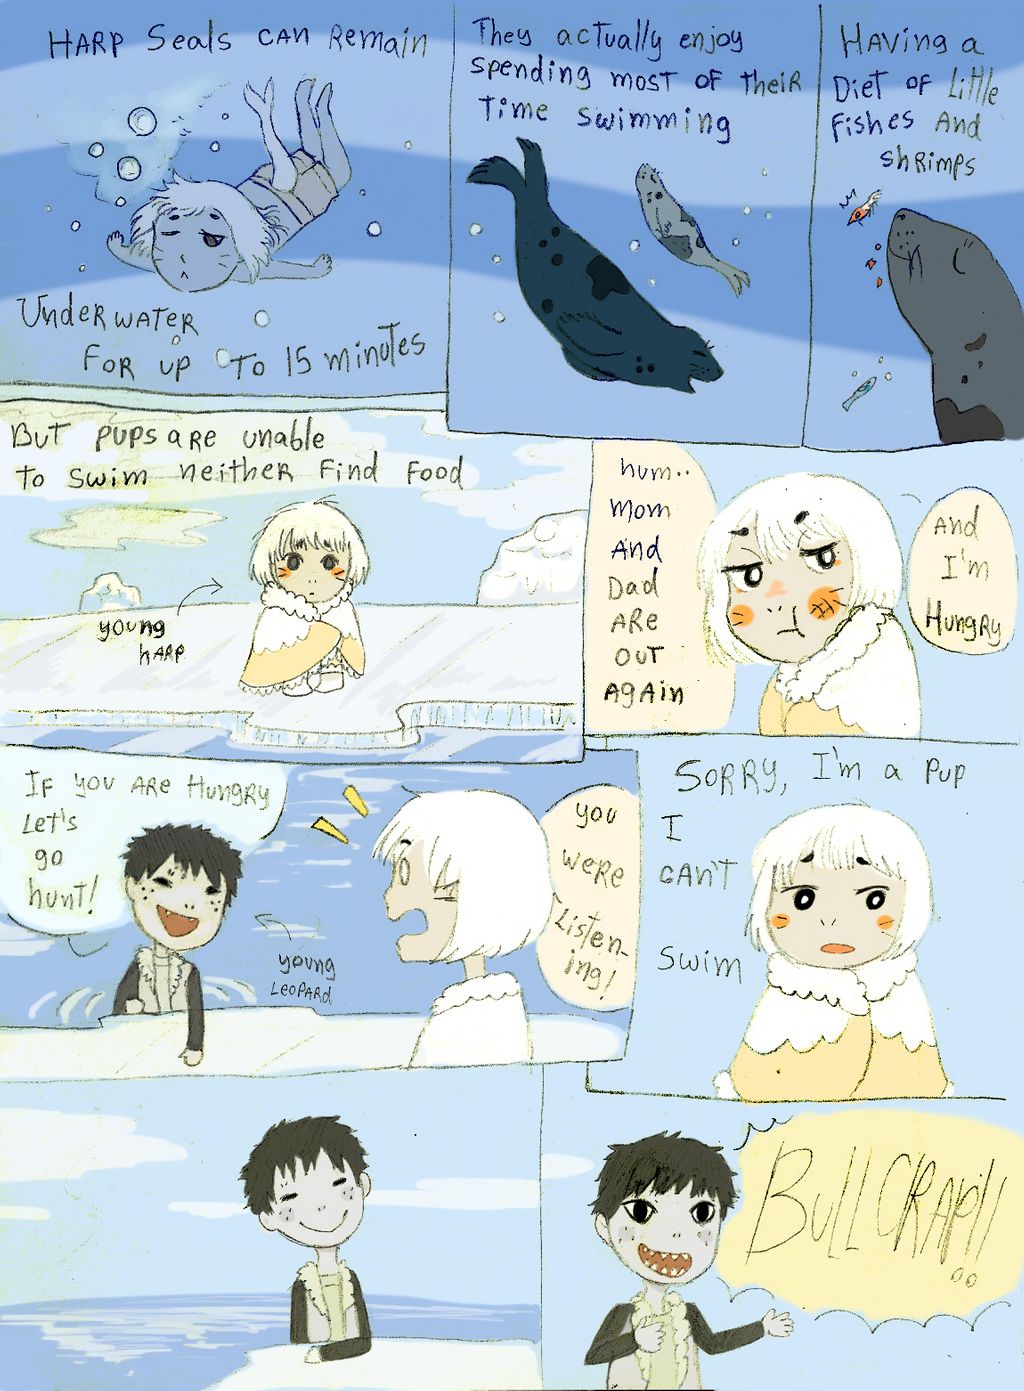 HARP Seals CAN Remain
Underwater
For up to 15 minutes
They actually enjoy
spending most of their
time swimming
Having a
Diet of Little
Fishes And
shrimps
But pups are unable
to swim neither Find Food
young
hARP
hum..
Mom
And
Dad
ARe
out
Again
And
I'm
Hungry
If you are Hungry
Let's
go
hunt!
young
LEOPARD
you
were
Listen-
ing!
SORRY, I'm a pup
I
can't
swim
BULLCRAP!!